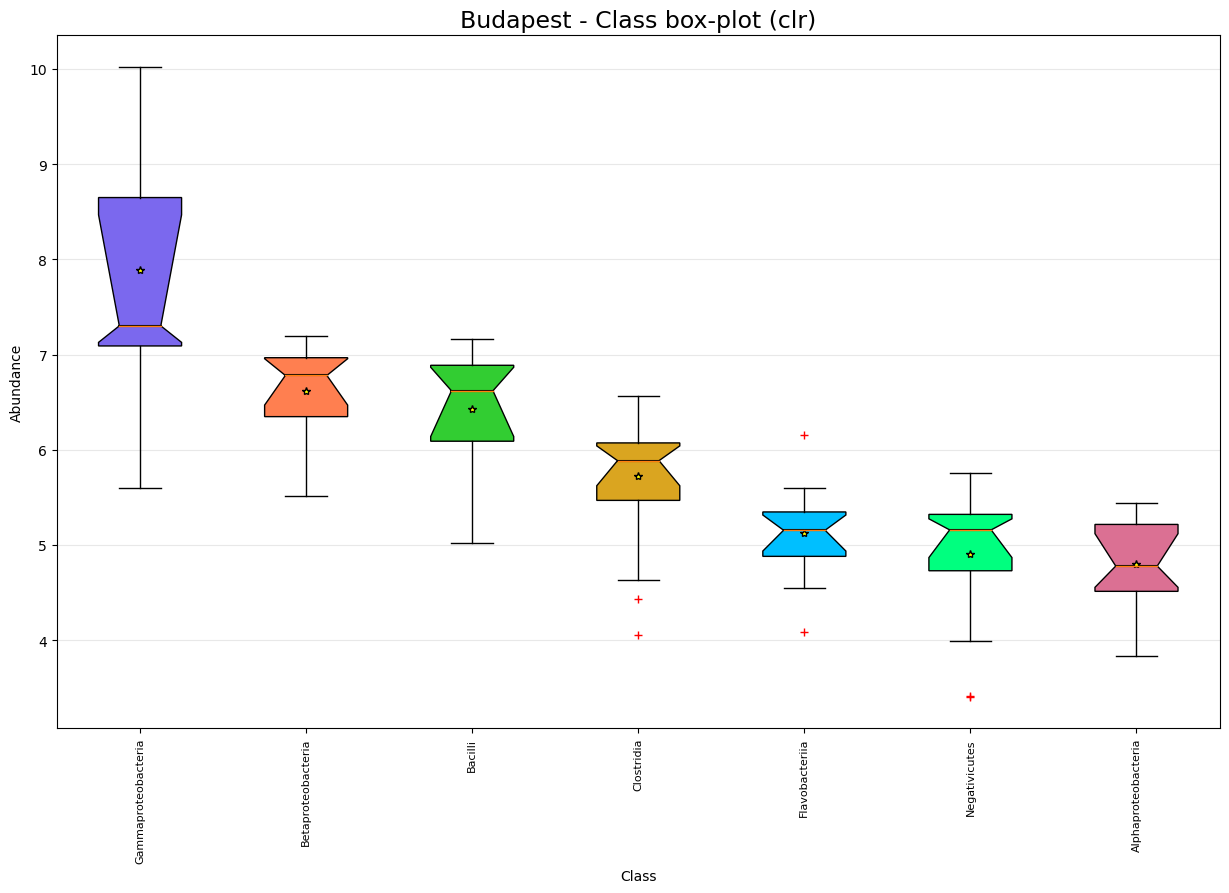 Budapest - Class box-plot (clr)
Abundance
10
9
8
7
6
5
4
Gammaproteobacteria
Betaproteobacteria
Bacilli
Clostridia
Flavobacteriia
Negativicutes
Alphaproteobacteria
Class